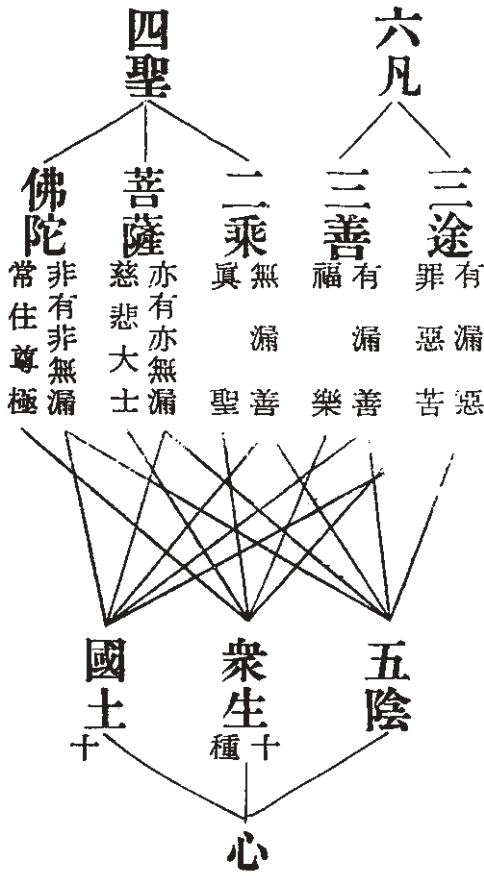 六凡
四聖
三途
有漏惡
罪惡苦
三善
有漏善
福樂
二乘
無漏善
眞聖
菩薩
亦有亦無漏
慈悲大士
佛陀
非有非無漏
常住尊極
五陰
衆生
十種
國土
十
心